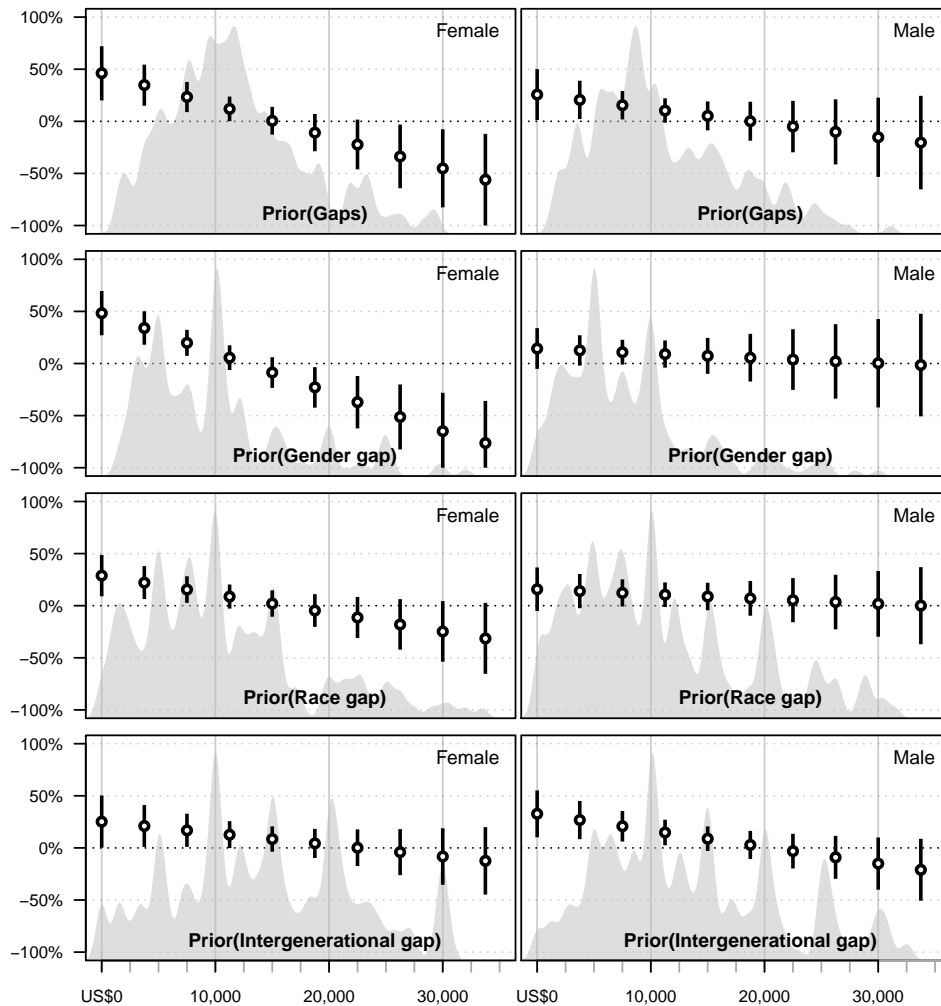 100%
50%
0%
−50%
−100%
Female
Prior(Gaps)
Male
Prior(Gaps)
100%
50%
0%
−50%
−100%
Female
Prior(Gender gap)
Male
Prior(Gender gap)
100%
50%
0%
−50%
−100%
Female
Prior(Race gap)
Male
Prior(Race gap)
100%
50%
0%
−50%
−100%
Female
Prior(Intergenerational gap)
Male
Prior(Intergenerational gap)
US$0 10,000 20,000 30,000 US$0 10,000 20,000 30,000